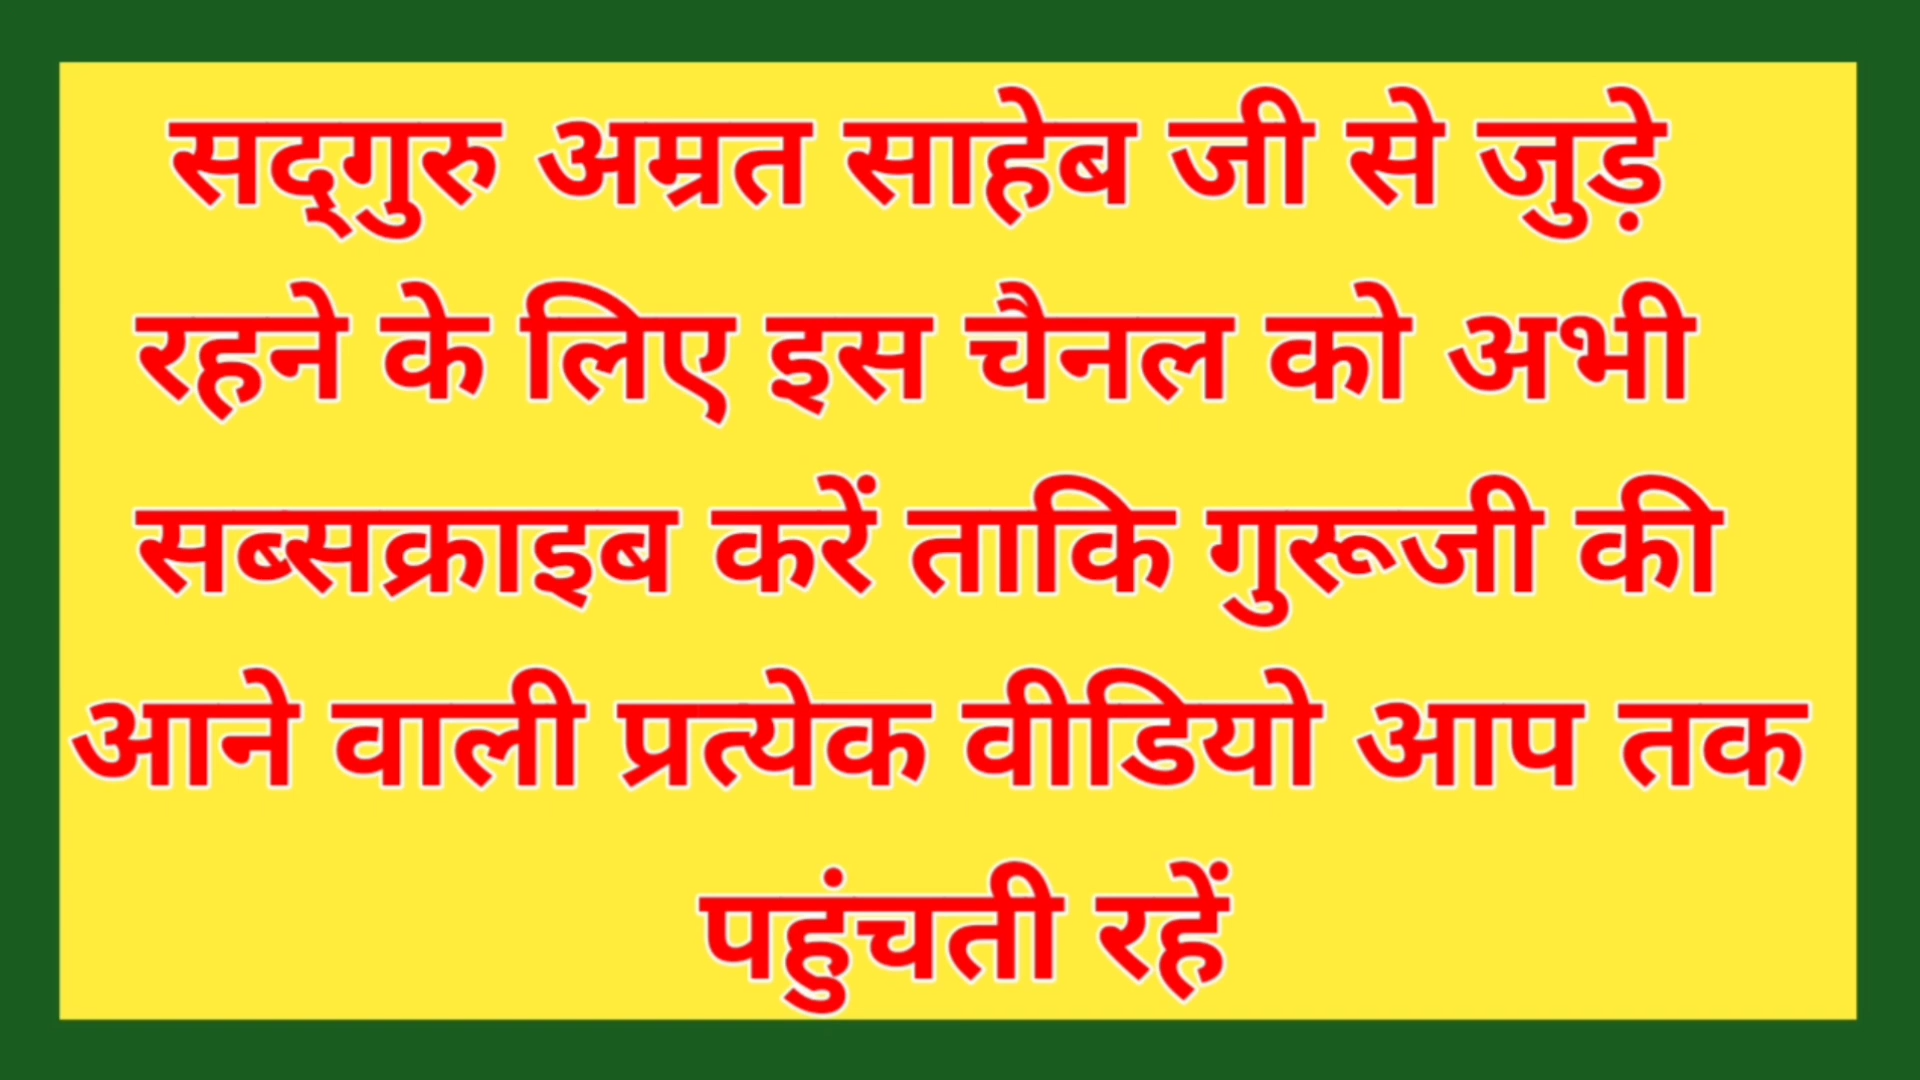 सद्‌गुरु अम्रत साहेब जी से जुड़े
रहने के लिए इस चैनल को अभी
सब्सक्राइब करें ताकि गुरूजी की
आने वाली प्रत्येक वीडियो आप तक
पहुंचती रहें